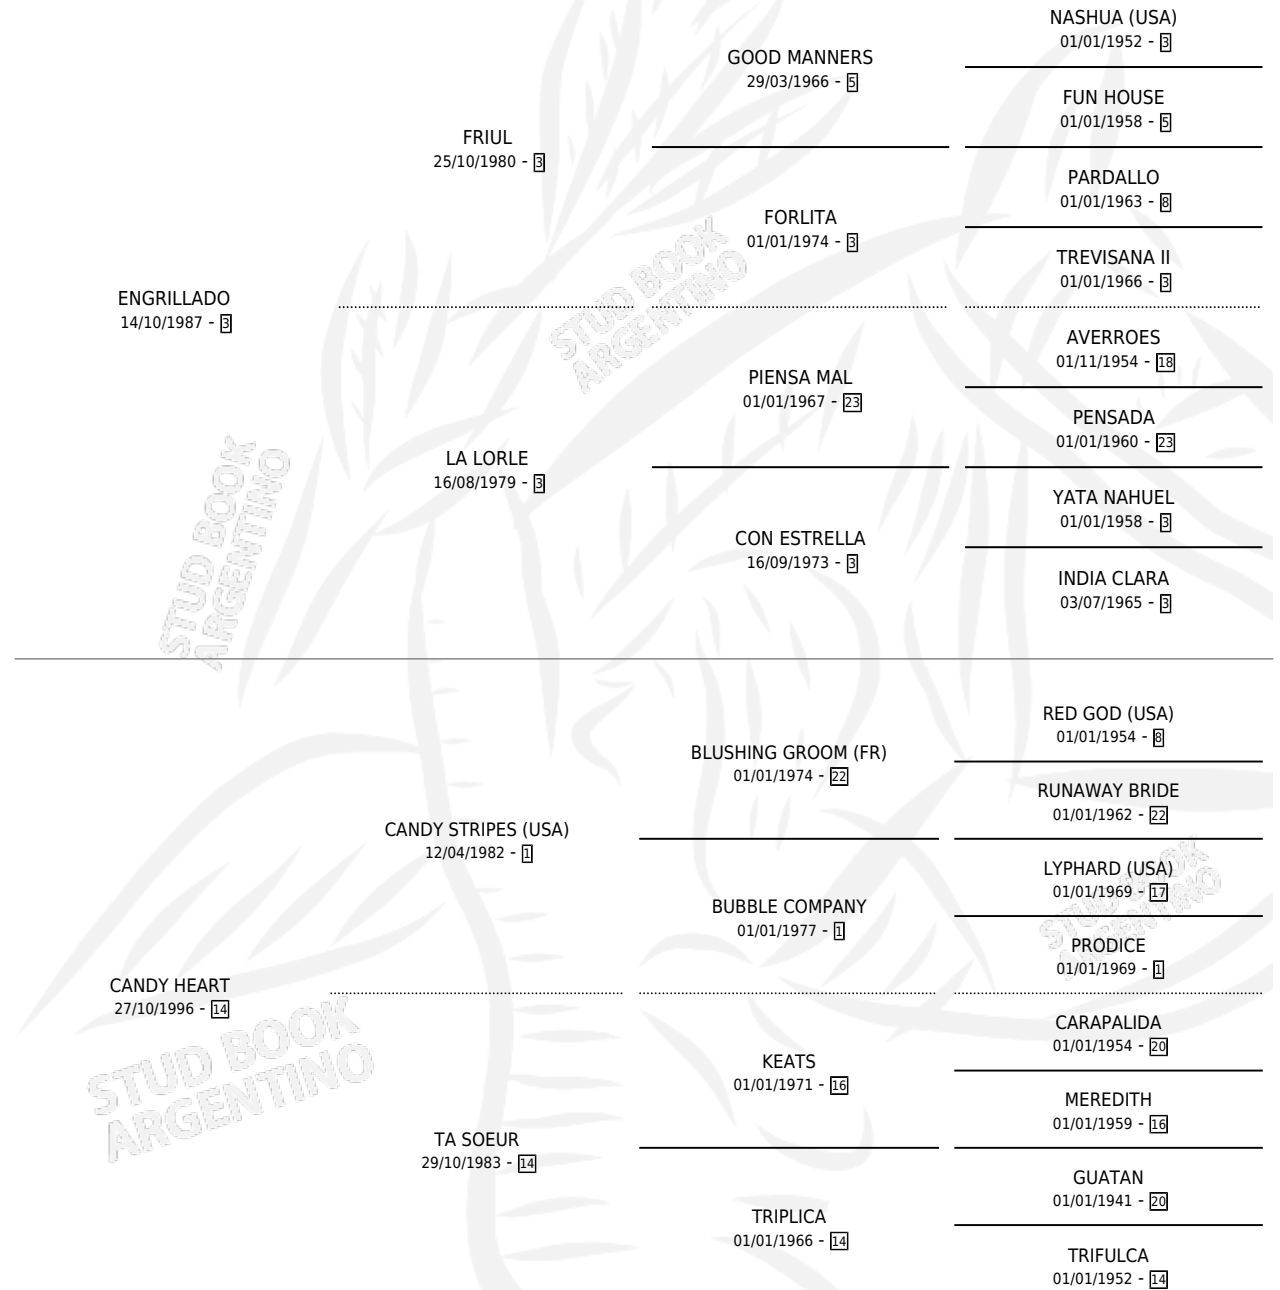 NASHUA (USA)
01/01/1952 - 3
GOOD MANNERS
29/03/1966 - 5
FUN HOUSE
01/01/1958 - 5
FRIUL
25/10/1980 - 3
PARDALLO
01/01/1963 - 8
FORLITA
01/01/1974 - 3
TREVISANA II
01/01/1966 - 3
ENGRILLADO
14/10/1987 - 3
AVERROES
01/11/1954 - 18
PIENSA MAL
01/01/1967 - 23
PENSADA
01/01/1960 - 23
LA LORLE
16/08/1979 - 3
YATA NAHUEL
01/01/1958 - 3
CON ESTRELLA
16/09/1973 - 3
INDIA CLARA
03/07/1965 - 3
RED GOD (USA)
01/01/1954 - 8
BLUSHING GROOM (FR)
01/01/1974 - 22
RUNAWAY BRIDE
01/01/1962 - 22
CANDY STRIPES (USA)
12/04/1982 - 1
LYPHARD (USA)
01/01/1969 - 17
BUBBLE COMPANY
01/01/1977 - 1
PRODICE
01/01/1969 - 1
CANDY HEART
27/10/1996 - 14
CARAPALIDA
01/01/1954 - 20
KEATS
01/01/1971 - 16
MEREDITH
01/01/1959 - 16
TA SOEUR
29/10/1983 - 14
GUATAN
01/01/1941 - 20
TRIPLICA
01/01/1966 - 14
TRIFULCA
01/01/1952 - 14
STUD BOOK
ARGENTINO
STUD BOOK
ARGENTINO
STUD BOOK
ARGENTINO
STUD BOOK
ARGENTINO